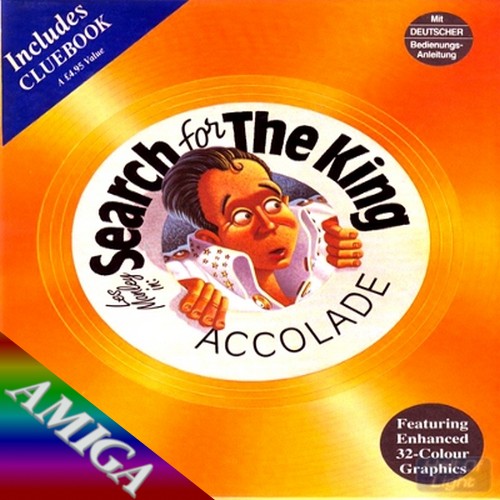 Includes
CLUEBOOK
A £4.95 Value
Mit
DEUTSCHER
Bedienungs-
Anleitung
Les
Manley
in:
Search for The King
ACCOLADE
AMIGA
Featuring
Enhanced
32-Colour
Graphics
Light